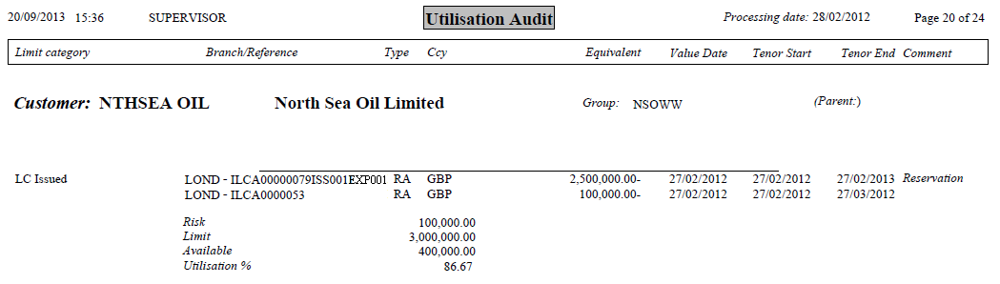 20/09/2013 15:36 SUPERVISOR Utilisation Audit Processing date: 28/02/2012 Page 20 of 24
Limit category Branch/Reference Type Ccy Equivalent Value Date Tenor Start Tenor End Comment
Customer: NTHSEA OIL North Sea Oil Limited Group: NSOWW (Parent:)
LC Issued LOND - ILCA00000079ISS001EXP001 RA GBP 2,500,000.00- 27/02/2012 27/02/2012 27/02/2013 Reservation
LOND - ILCA0000053 RA GBP 100,000.00- 27/02/2012 27/02/2012 27/03/2012
Risk 100,000.00
Limit 3,000,000.00
Available 400,000.00
Utilisation % 86.67